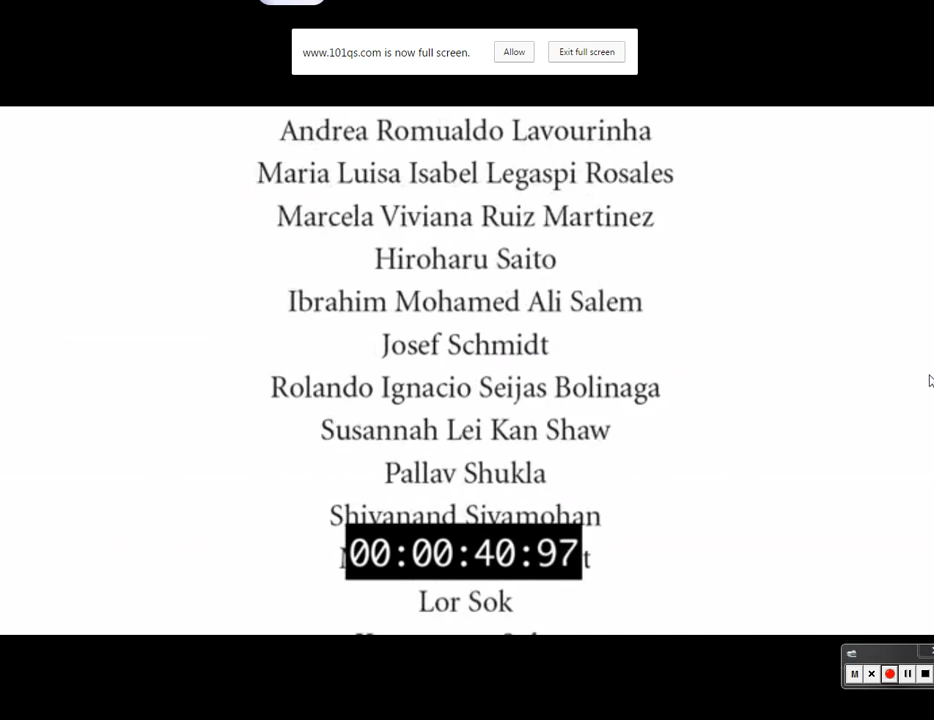 www.101qs.com is now full screen. Allow Exit full screen
Andrea Romualdo Lavourinha
Maria Luisa Isabel Legaspi Rosales
Marcela Viviana Ruiz Martinez
Hiroharu Saito
Ibrahim Mohamed Ali Salem
Josef Schmidt
Rolando Ignacio Seijas Bolinaga
Susannah Lei Kan Shaw
Pallav Shukla
Shivanand Sivamohan
00:00:40:97
Lor Sok
M